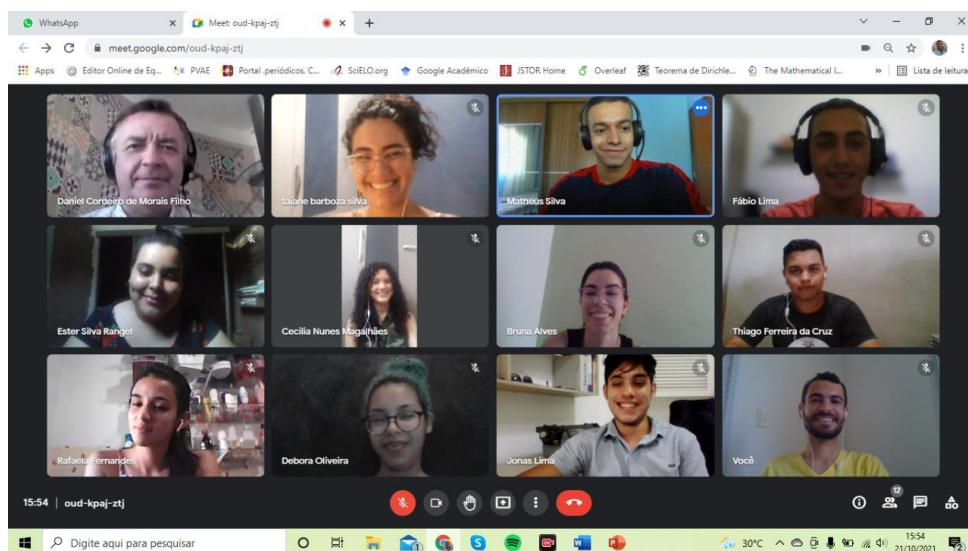 WhatsApp
Meet: oud-kpaj-ztj
meet.google.com/oud-kpaj-ztj
Apps
Editor Online de Eq...
PVAE
Portal .periódicos. C...
SciELO.org
Google Acadêmico
JSTOR Home
Overleaf
Teorema de Dirichle...
The Mathematical I...
Lista de leitura
Daniel Cordeiro de Morais Filho
taiane barboza silva
Matheus Silva
Fábio Lima
Ester Silva Rangel
Cecília Nunes Magalhães
Bruna Alves
Thiago Ferreira da Cruz
Rafaela Fernandes
Debora Oliveira
Jonas Lima
Você
15:54 | oud-kpaj-ztj
12
Digite aqui para pesquisar
30°C
15:54
21/10/2021